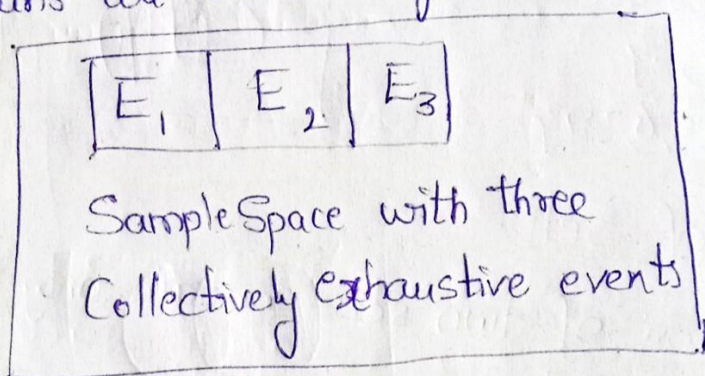 E₁ E₂ E₃
Sample Space with three
Collectively exhaustive events